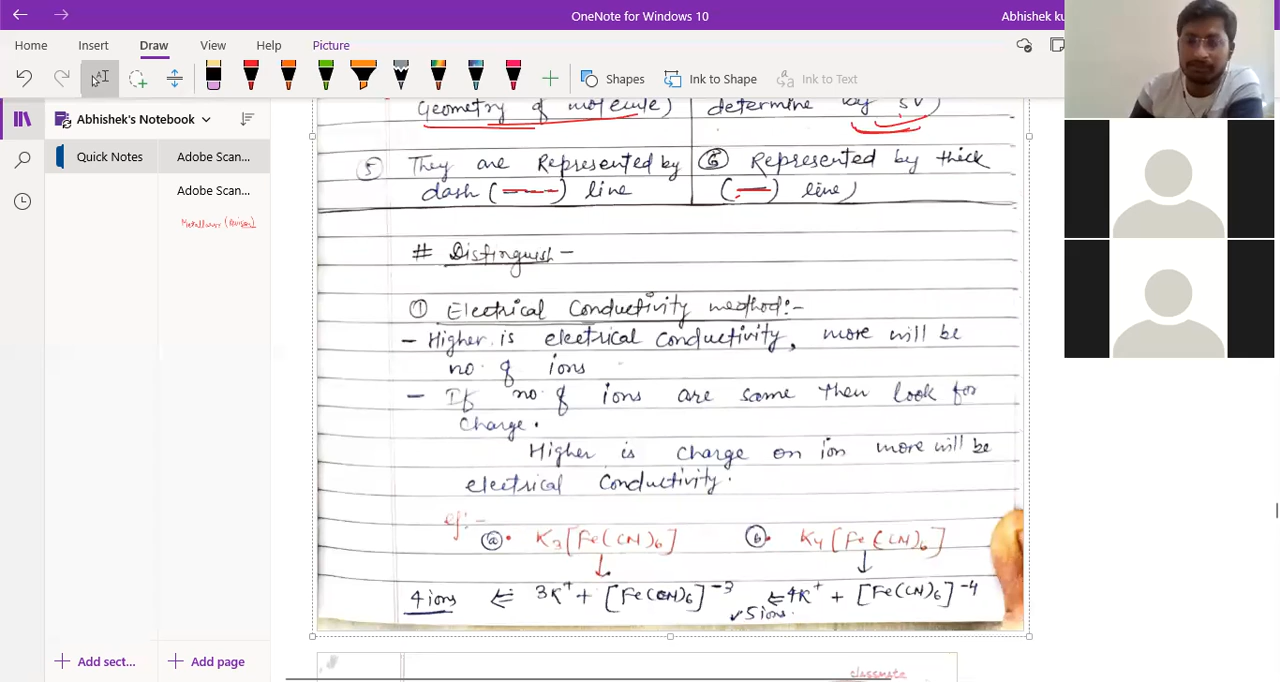 OneNote for Windows 10
Abhishek ku
Home Insert Draw View Help Picture
Shapes Ink to Shape Ink to Text
Abhishek's Notebook
Quick Notes
Adobe Scan...
Adobe Scan...
Geometry of molecule)
determine by SV)
⑤ They are Represented by
dash ( ) line
⑥ Represented by thick
( ) line)
# Distinguish -
① Electrical Conductivity method:-
- Higher is electrical conductivity, more will be
no. of ions
- If no. of ions are same then look for
charge.
Higher is charge on ion more will be
electrical conductivity.
eg:-
ⓐ• K3[Fe(CN)6]
ⓑ• K4[Fe(CN)6]
↓
↓
4 ions ⇐ 3K+ + [Fe(CN)6]-3
⇐ 4K+ + [Fe(CN)6]-4
✓5 ions.
+ Add sect...
+ Add page
classmate